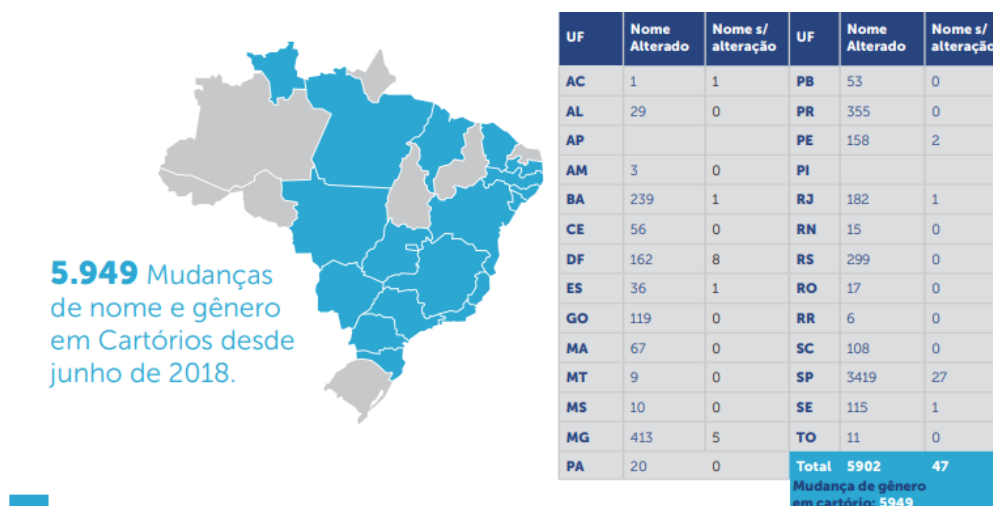 5.949 Mudanças
de nome e gênero
em Cartórios desde
junho de 2018.
UF Nome Alterado Nome s/ alteração UF Nome Alterado Nome s/ alteração
AC 1 1 PB 53 0
AL 29 0 PR 355 0
AP PE 158 2
AM 3 0 PI
BA 239 1 RJ 182 1
CE 56 0 RN 15 0
DF 162 8 RS 299 0
ES 36 1 RO 17 0
GO 119 0 RR 6 0
MA 67 0 SC 108 0
MT 9 0 SP 3419 27
MS 10 0 SE 115 1
MG 413 5 TO 11 0
PA 20 0 Total 5902 47
Mudança de gênero
em cartório: 5949